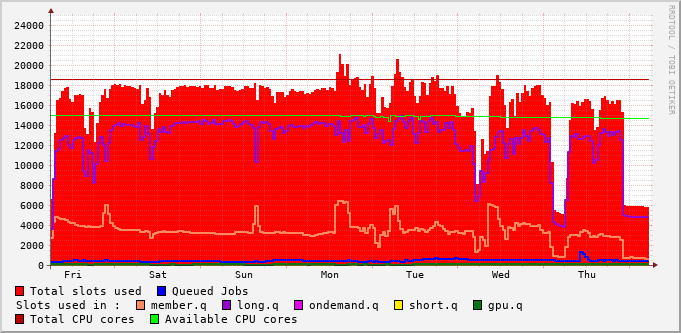 24000
22000
20000
18000
16000
14000
12000
10000
8000
6000
4000
2000
0
Fri Sat Sun Mon Tue Wed Thu
Total slots used Queued Jobs
Slots used in : member.q long.q ondemand.q short.q gpu.q
Total CPU cores Available CPU cores
RRDTOOL / TOBI OETIKER